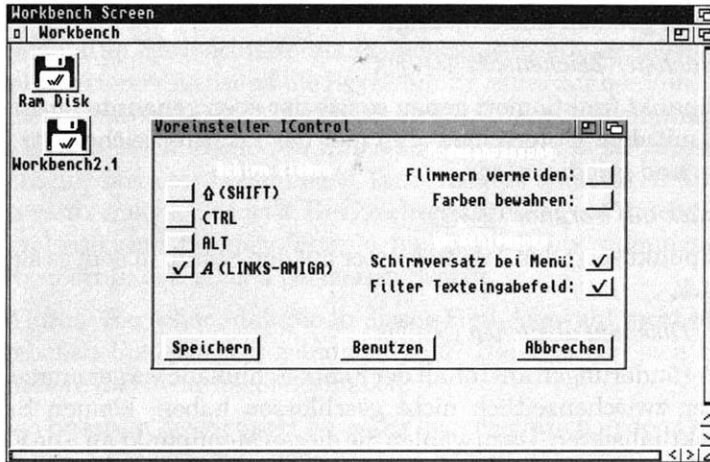 Workbench Screen
Workbench
Ram Disk
Workbench2.1
Voreinsteller IControl
⇧(SHIFT)
CTRL
ALT
A(LINKS-AMIGA)
Flimmern vermeiden:
Farben bewahren:
Schirmversatz bei Menü:
Filter Texteingabefeld:
Speichern
Benutzen
Abbrechen